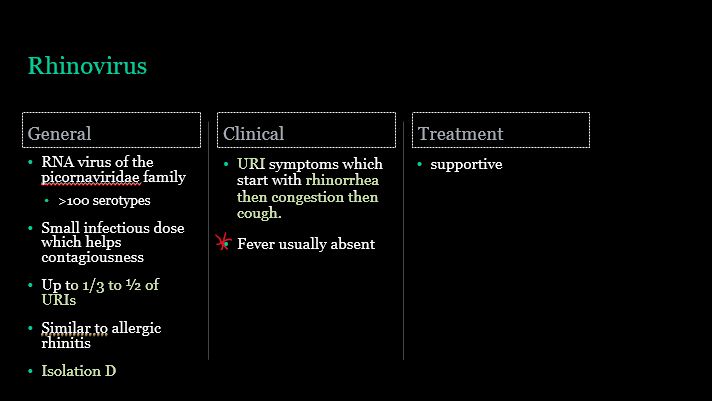 Rhinovirus
General
RNA virus of the
picornaviridae family
>100 serotypes
Small infectious dose
which helps
contagiousness
Up to 1/3 to ½ of
URIs
Similar to allergic
rhinitis
Isolation D
Clinical
URI symptoms which
start with rhinorrhea
then congestion then
cough.
Fever usually absent
Treatment
supportive